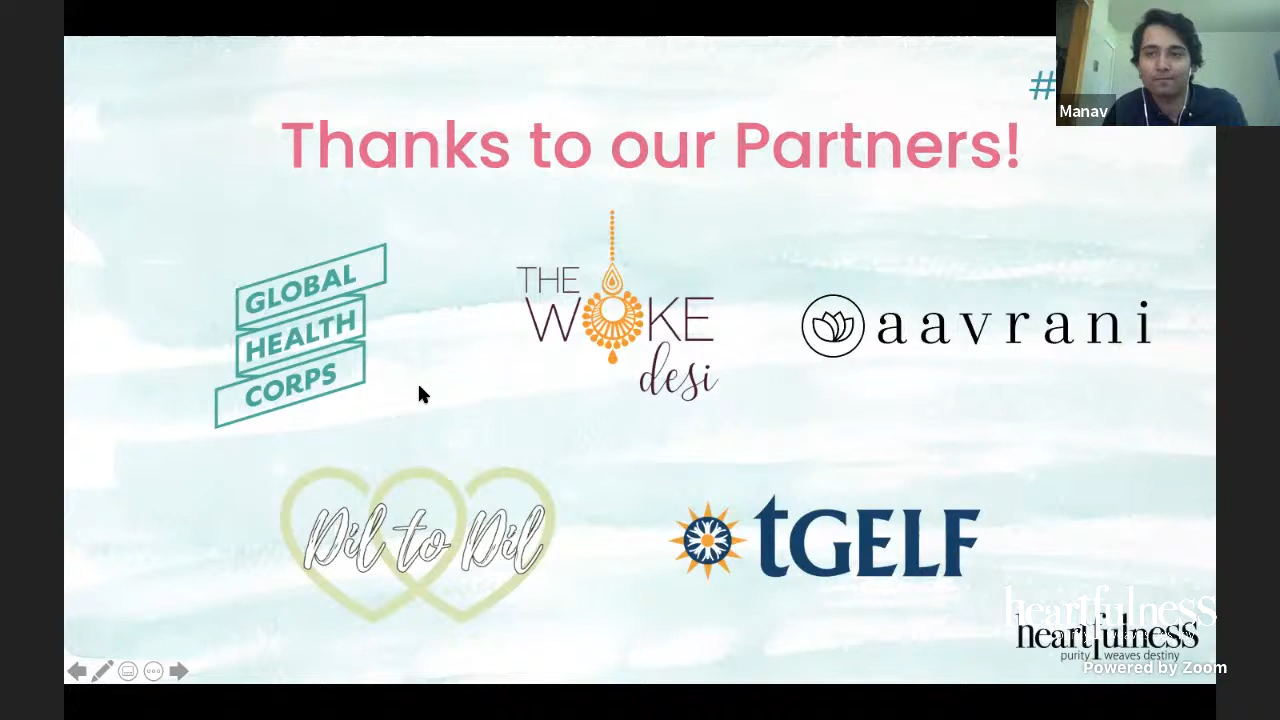 #
Manav
Thanks to our Partners!
GLOBAL
HEALTH
CORPS
THE
WOKE
desi
aavrani
Dil to Dil
tGELF
heartfulness
heartfulness
purity weaves destiny
Powered by Zoom